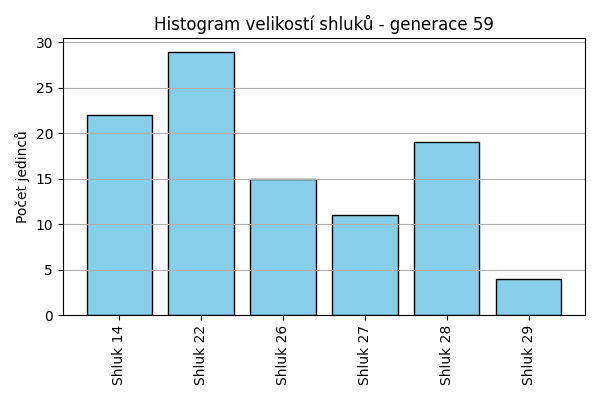 Histogram velikostí shluků - generace 59
Počet jedinců
30
25
20
15
10
5
0
Shluk 14
Shluk 22
Shluk 26
Shluk 27
Shluk 28
Shluk 29